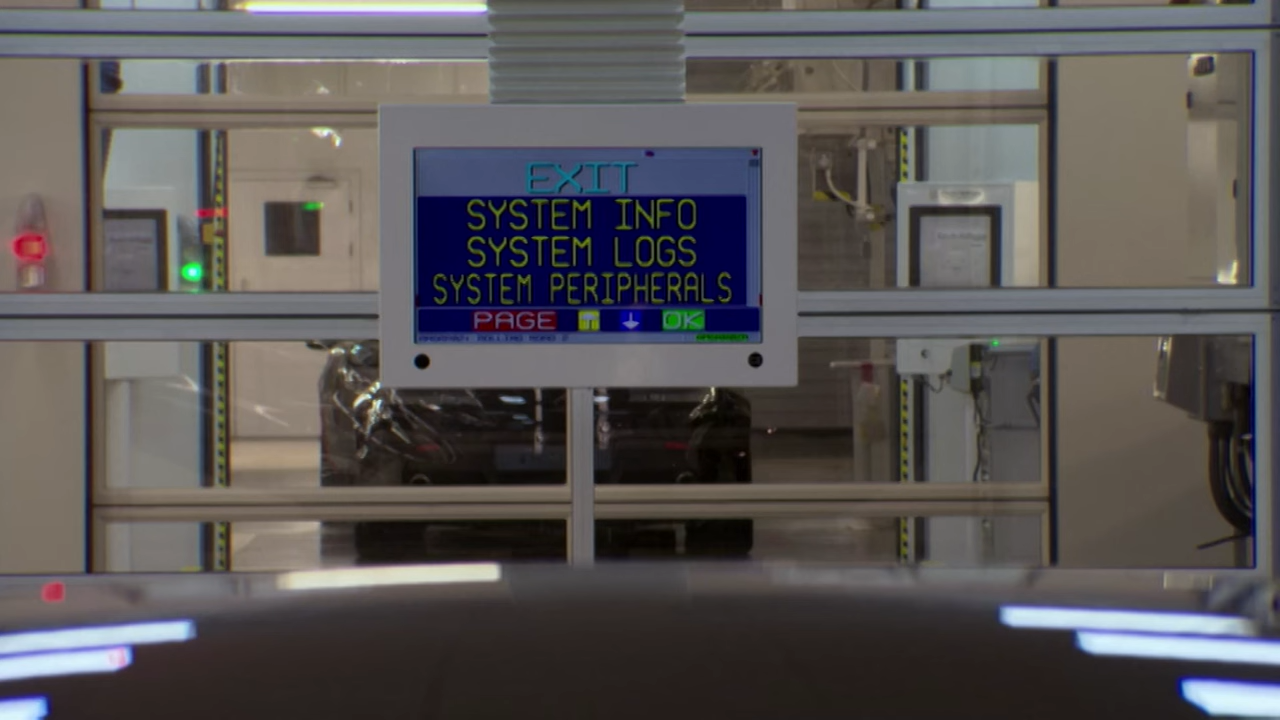 EXIT
SYSTEM INFO
SYSTEM LOGS
SYSTEM PERIPHERALS
PAGE ↑ ↓ OK